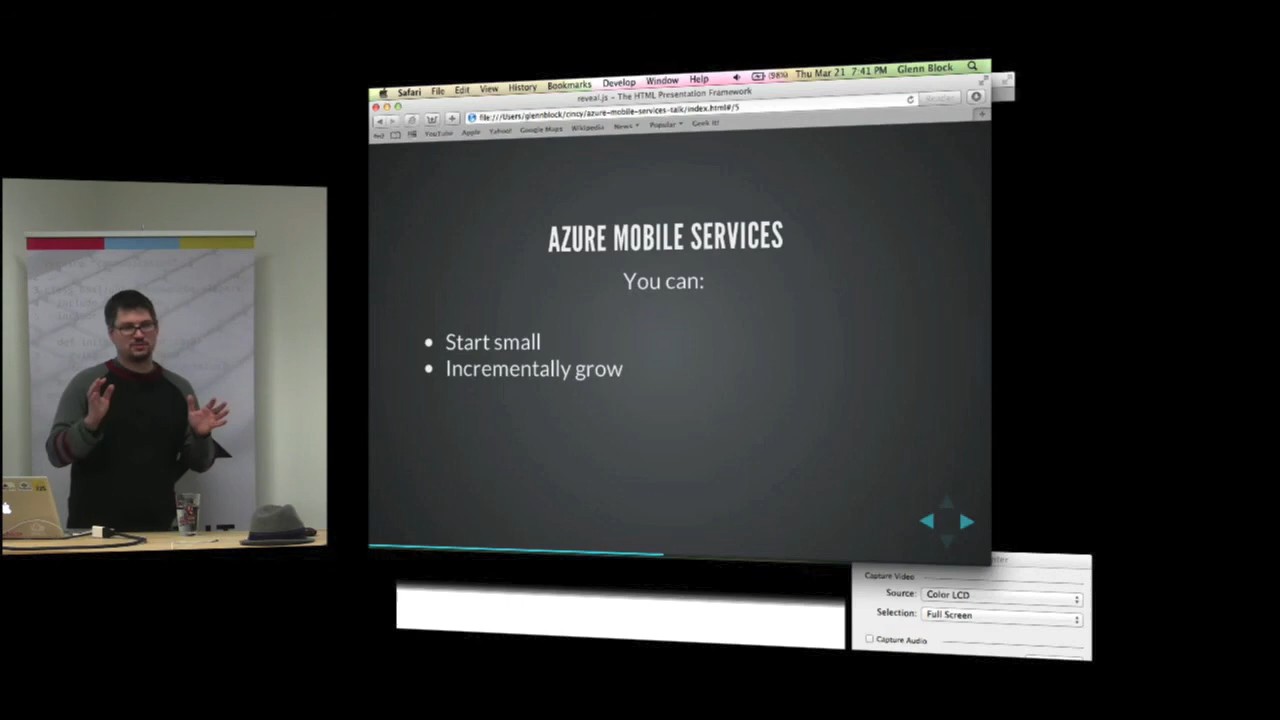 Safari File Edit View History Bookmarks Develop Window Help (98%) Thu Mar 21 7:41 PM Glenn Block
reveal.js – The HTML Presentation Framework
file:///Users/glennblock/cincy/azure-mobile-services-talk/index.html#/5 Reader
YouTube Apple Yahoo! Google Maps Wikipedia News Popular Geek it!
AZURE MOBILE SERVICES
You can:
• Start small
• Incrementally grow
Capture Video
Source: Color LCD
Selection: Full Screen
Capture Audio